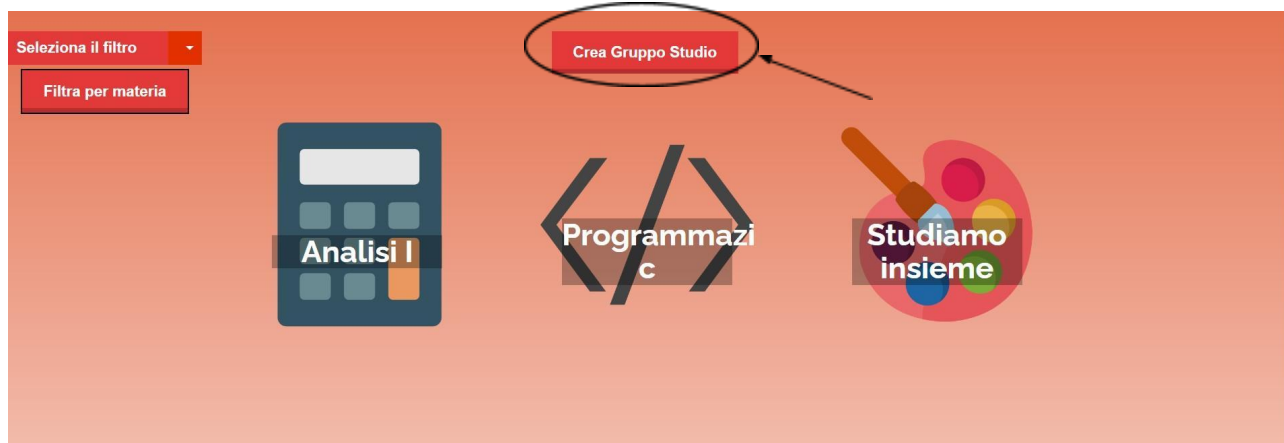 Seleziona il filtro
Crea Gruppo Studio
Filtra per materia
Analisi I
Programmazi
c
Studiamo
insieme